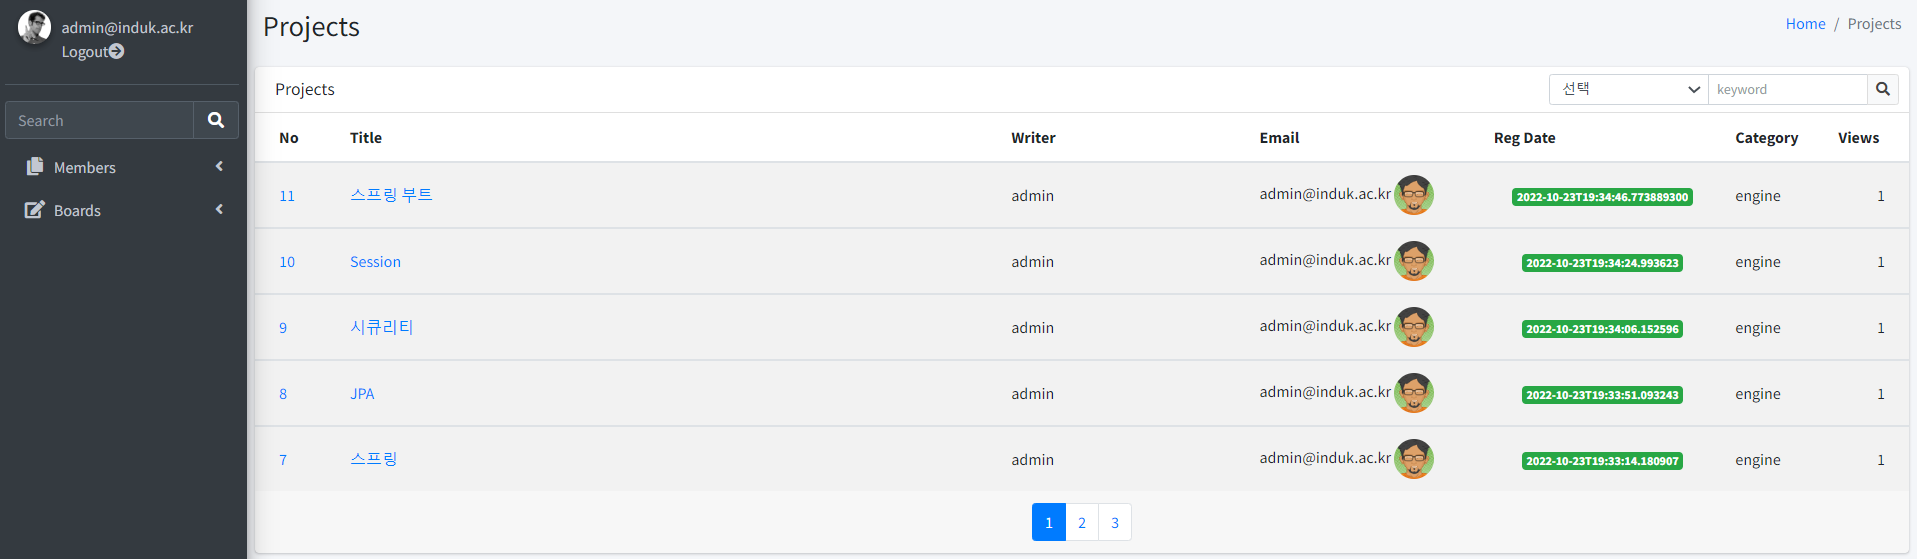 admin@induk.ac.kr
Logout
Search
Members
Boards
Projects
Home / Projects
Projects
선택
keyword
No Title Writer Email Reg Date Category Views
11 스프링 부트 admin admin@induk.ac.kr 2022-10-23T19:34:46.773889300 engine 1
10 Session admin admin@induk.ac.kr 2022-10-23T19:34:24.993623 engine 1
9 시큐리티 admin admin@induk.ac.kr 2022-10-23T19:34:06.152596 engine 1
8 JPA admin admin@induk.ac.kr 2022-10-23T19:33:51.093243 engine 1
7 스프링 admin admin@induk.ac.kr 2022-10-23T19:33:14.180907 engine 1
1 2 3